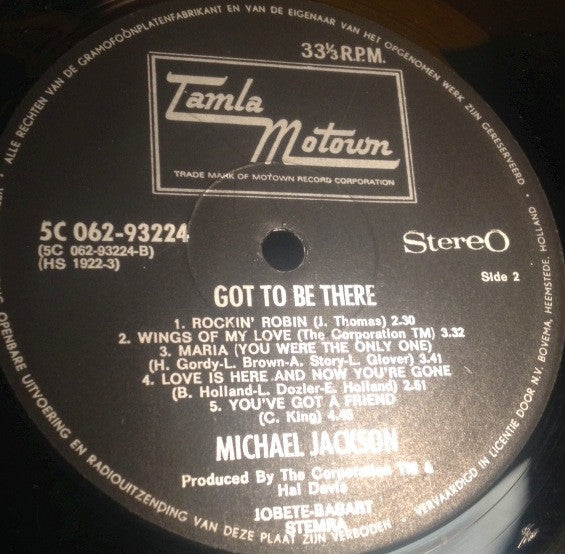 ALLE RECHTEN VAN DE GRAMOFOONPLATENFABRIKANT EN VAN DE EIGENAAR VAN HET OPGENOMEN WERK ZIJN GERESERVEERD
33⅓ R.P.M.
Tamla
Motown
TRADE MARK OF MOTOWN RECORD CORPORATION
5C 062-93224
(5C 062-93224-B)
(HS 1922-3)
Stereo
Side 2
GOT TO BE THERE
1. ROCKIN' ROBIN (J. Thomas) 2.30
2. WINGS OF MY LOVE (The Corporation TM) 3.32
3. MARIA (YOU WERE THE ONLY ONE)
(H. Gordy-L. Brown-A. Story-L. Glover) 3.41
4. LOVE IS HERE AND NOW YOU'RE GONE
(B. Holland-L. Dozier-E. Holland) 2.51
5. YOU'VE GOT A FRIEND
(C. King) 4.45
MICHAEL JACKSON
Produced By The Corporation TM &
Hal Davis
JOBETE-BABART
STEMRA
OPENBARE UITVOERING EN RADIOUITZENDING VAN DEZE PLAAT ZIJN VERBODEN
VERVAARDIGD IN LICENTIE DOOR N.V. BOVEMA, HEEMSTEDE, HOLLAND